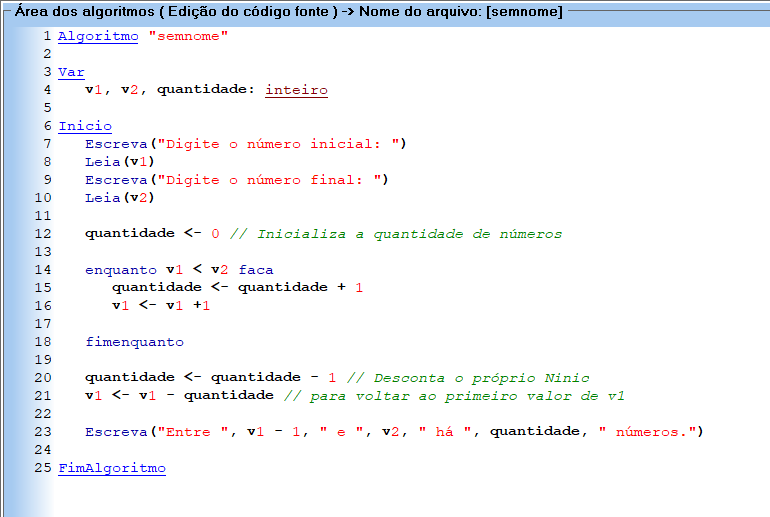 Área dos algoritmos ( Edição do código fonte ) -> Nome do arquivo: [semnome]
1 Algoritmo "semnome"
2
3 Var
4 v1, v2, quantidade: inteiro
5
6 Inicio
7 Escreva("Digite o número inicial: ")
8 Leia(v1)
9 Escreva("Digite o número final: ")
10 Leia(v2)
11
12 quantidade <- 0 // Inicializa a quantidade de números
13
14 enquanto v1 < v2 faca
15 quantidade <- quantidade + 1
16 v1 <- v1 +1
17
18 fimenquanto
19
20 quantidade <- quantidade - 1 // Desconta o próprio Ninic
21 v1 <- v1 - quantidade // para voltar ao primeiro valor de v1
22
23 Escreva("Entre ", v1 - 1, " e ", v2, " há ", quantidade, " números.")
24
25 FimAlgoritmo